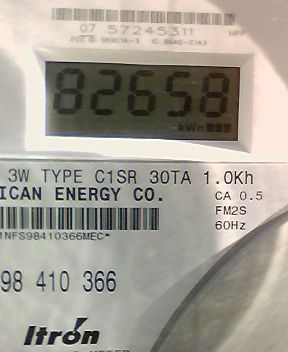 07 57245311
82658
kWh
3W TYPE C1SR 30TA 1.0Kh
ICAN ENERGY CO. CA 0.5
FM2S
60Hz
1NFS98410366MEC*
98 410 366
Itron